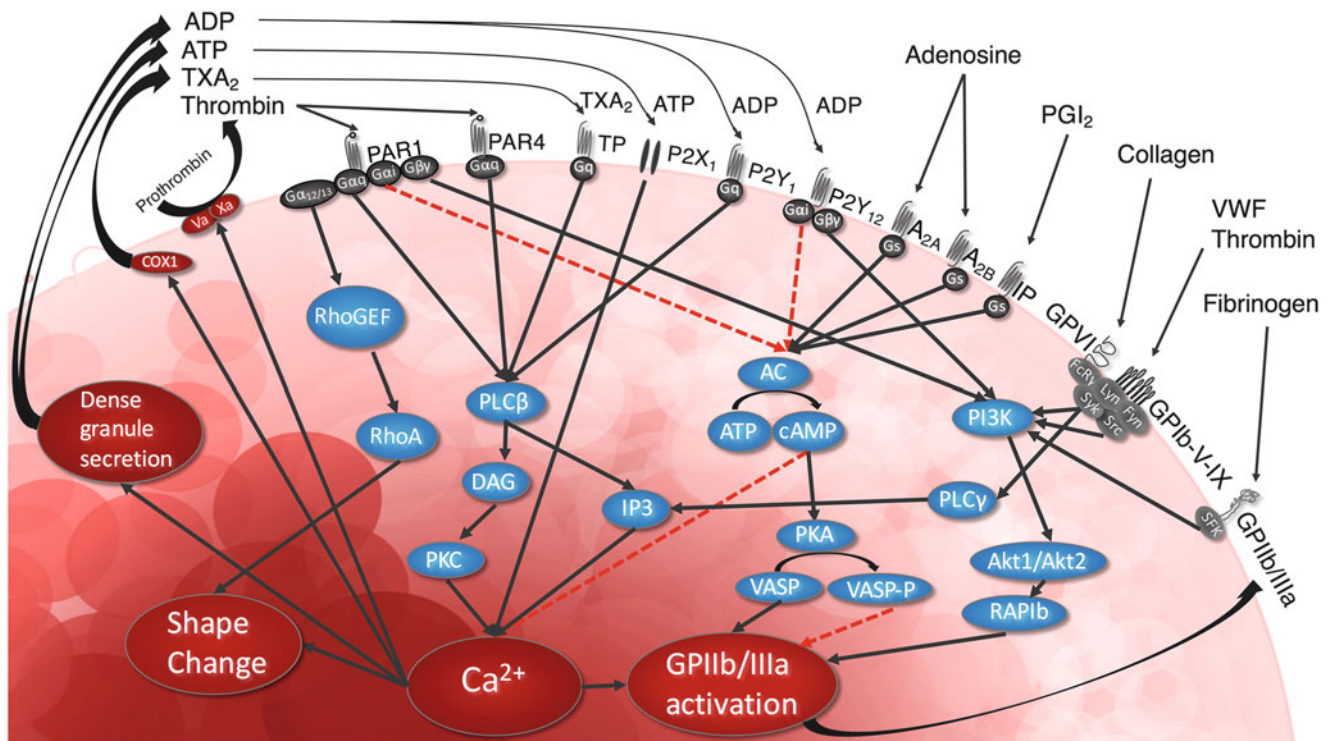 ADP
ATP
TXA₂
Thrombin
Prothrombin
Va
Xa
COX1
TXA₂
ATP
ADP
ADP
Adenosine
PGI₂
Collagen
VWF
Thrombin
Fibrinogen
PAR1
PAR4
TP
P2X₁
P2Y₁
P2Y₁₂
A₂A
A₂B
IP
GPVI
GPIb-V-IX
GPIIb/IIIa
Gα₁₂/₁₃
Gαq
Gαi
Gβγ
Gαq
Gq
Gq
Gαi
Gβγ
Gs
Gs
Gs
FcRγ
Lyn
Fyn
Syk
Src
SFK
RhoGEF
RhoA
PLCβ
DAG
IP3
PKC
AC
ATP
cAMP
PKA
VASP
VASP-P
PI3K
PLCγ
Akt1/Akt2
RAPIb
Dense
granule
secretion
Shape
Change
Ca²⁺
GPIIb/IIIa
activation